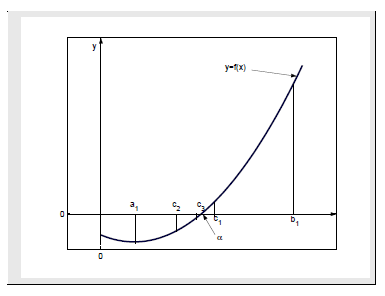 y
y=f(x)
a1 c2 c3
0
c1 b1
α
0